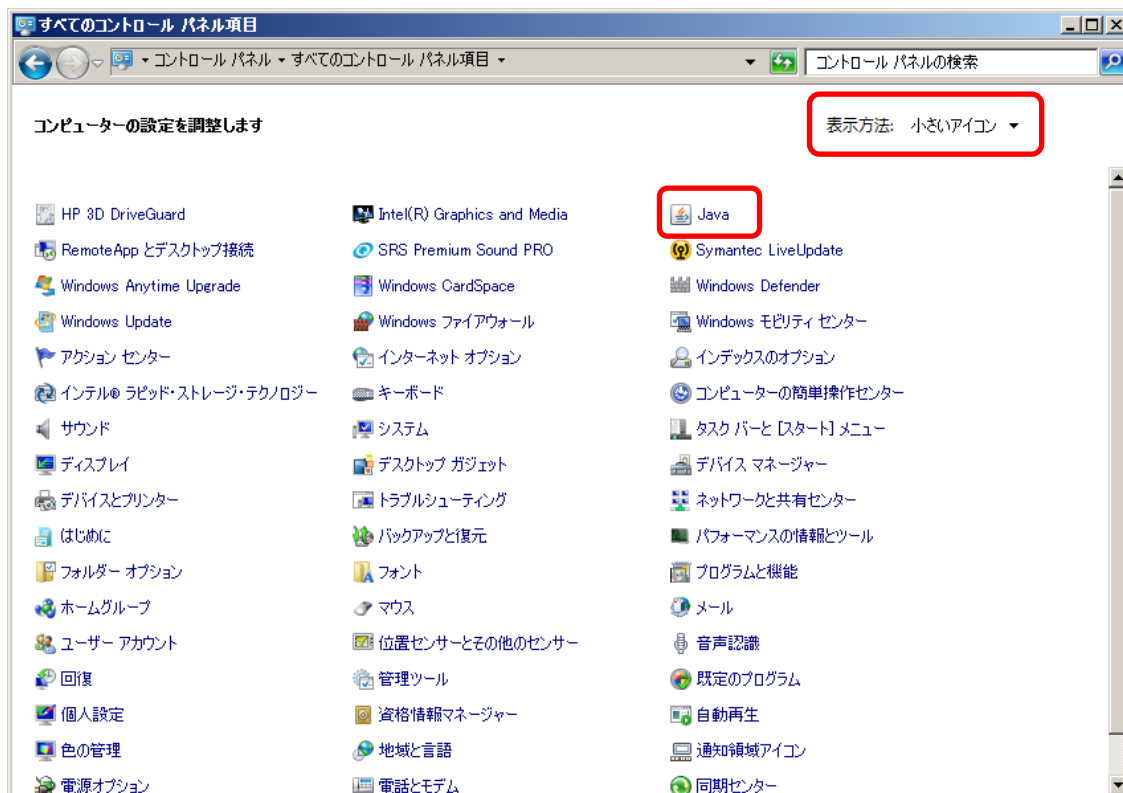 すべてのコントロール パネル項目
コントロール パネル すべてのコントロール パネル項目 コントロール パネルの検索
コンピューターの設定を調整します 表示方法: 小さいアイコン
HP 3D DriveGuard Intel(R) Graphics and Media Java
RemoteApp とデスクトップ接続 SRS Premium Sound PRO Symantec LiveUpdate
Windows Anytime Upgrade Windows CardSpace Windows Defender
Windows Update Windows ファイアウォール Windows モビリティ センター
アクション センター インターネット オプション インデックスのオプション
インテル® ラピッド・ストレージ・テクノロジー キーボード コンピューターの簡単操作センター
サウンド システム タスク バーと [スタート] メニュー
ディスプレイ デスクトップ ガジェット デバイス マネージャー
デバイスとプリンター トラブルシューティング ネットワークと共有センター
はじめに バックアップと復元 パフォーマンスの情報とツール
フォルダー オプション フォント プログラムと機能
ホームグループ マウス メール
ユーザー アカウント 位置センサーとその他のセンサー 音声認識
回復 管理ツール 既定のプログラム
個人設定 資格情報マネージャー 自動再生
色の管理 地域と言語 通知領域アイコン
電源オプション 電話とモデム 同期センター